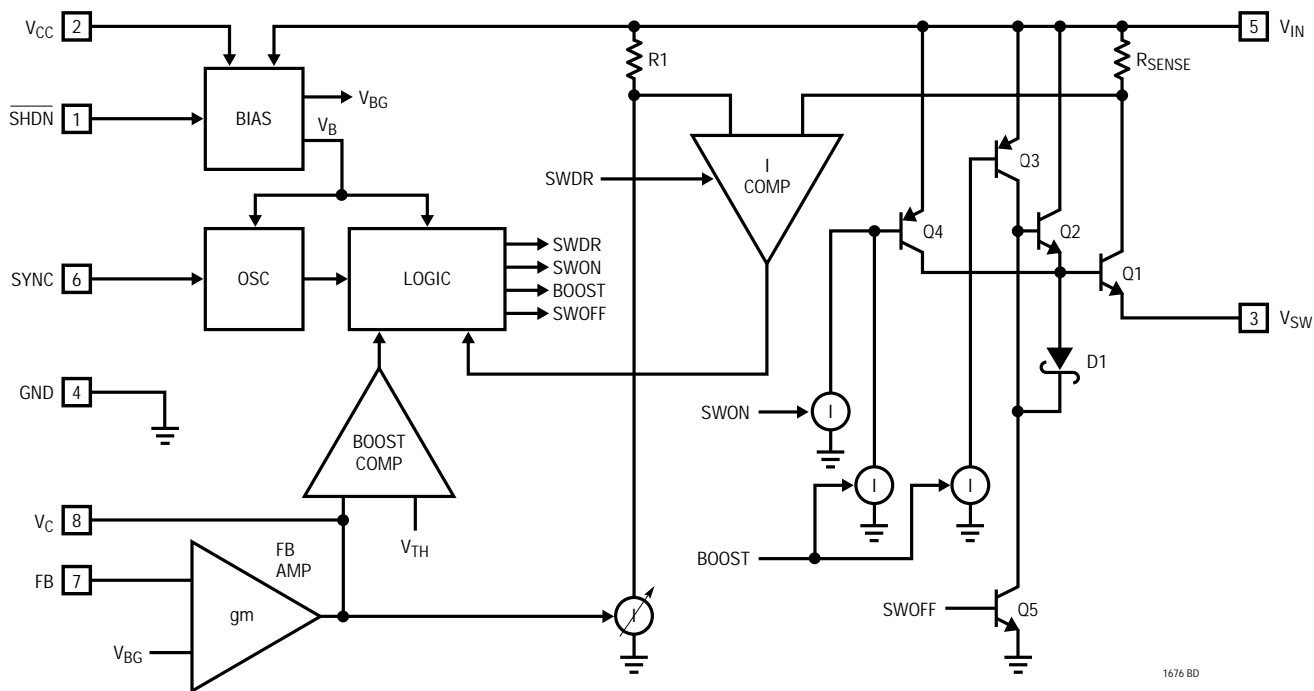 VCC 2
5 VIN
R1
RSENSE
SHDN 1
BIAS
VBG
VB
I
COMP
SWDR
Q3
Q4
Q2
Q1
SYNC 6
OSC
LOGIC
SWDR
SWON
BOOST
SWOFF
3 VSW
D1
GND 4
SWON
I
BOOST
COMP
I
I
VC 8
VTH
BOOST
FB
AMP
FB 7
gm
I
SWOFF
Q5
VBG
1676 BD